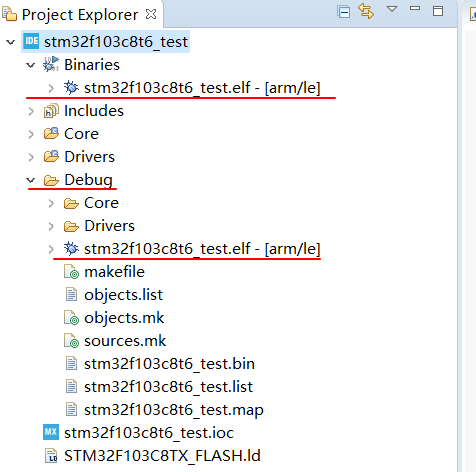 Project Explorer
IDE stm32f103c8t6_test
Binaries
stm32f103c8t6_test.elf - [arm/le]
Includes
Core
Drivers
Debug
Core
Drivers
stm32f103c8t6_test.elf - [arm/le]
makefile
objects.list
objects.mk
sources.mk
stm32f103c8t6_test.bin
stm32f103c8t6_test.list
stm32f103c8t6_test.map
MX stm32f103c8t6_test.ioc
LD STM32F103C8TX_FLASH.ld